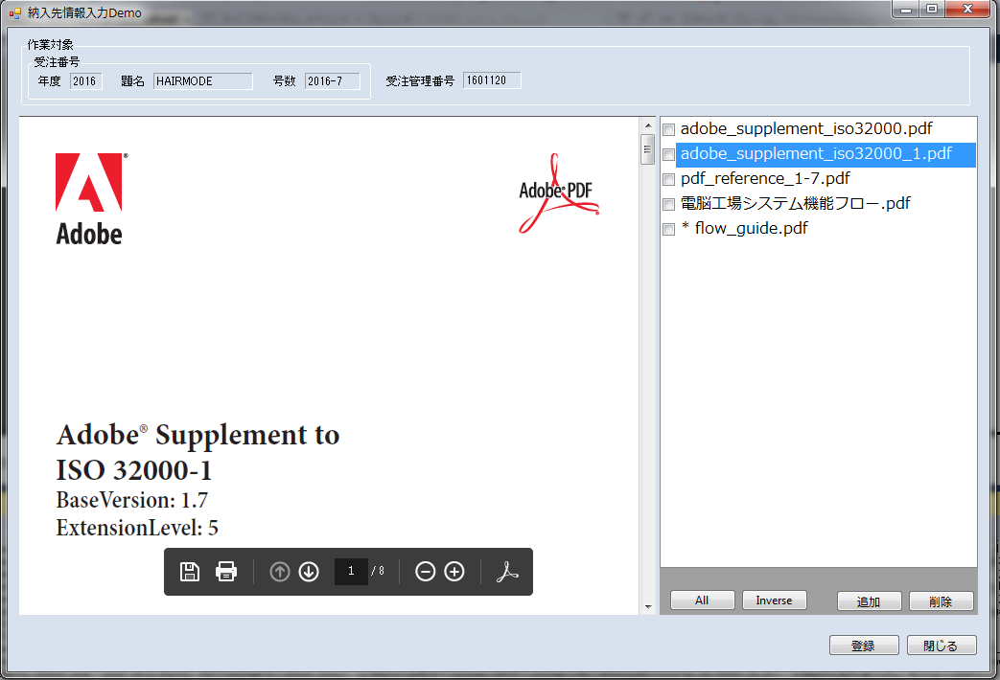 納入先情報入力Demo
作業対象
受注番号
年度 2016 題名 HAIRMODE 号数 2016-7 受注管理番号 1601120
Adobe
Adobe PDF
Adobe® Supplement to
ISO 32000-1
BaseVersion: 1.7
ExtensionLevel: 5
1 / 8
adobe_supplement_iso32000.pdf
adobe_supplement_iso32000_1.pdf
pdf_reference_1-7.pdf
電脳工場システム機能フロー.pdf
* flow_guide.pdf
All Inverse 追加 削除
登録 閉じる